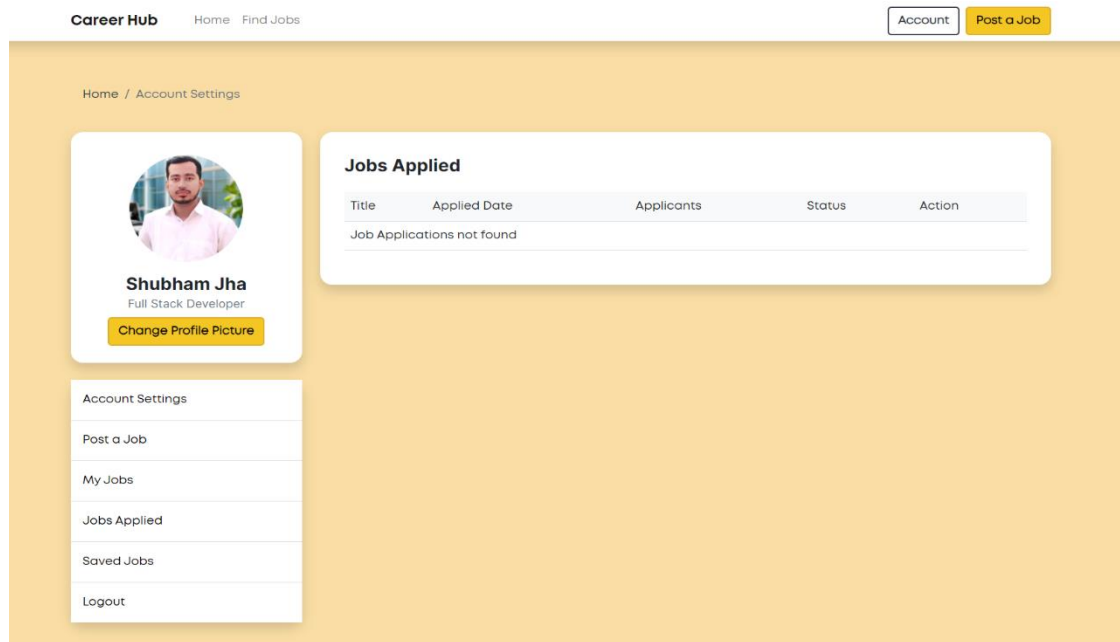 Career Hub Home Find Jobs Account Post a Job
Home / Account Settings
Shubham Jha
Full Stack Developer
Change Profile Picture
Account Settings
Post a Job
My Jobs
Jobs Applied
Saved Jobs
Logout
Jobs Applied
Title Applied Date Applicants Status Action
Job Applications not found